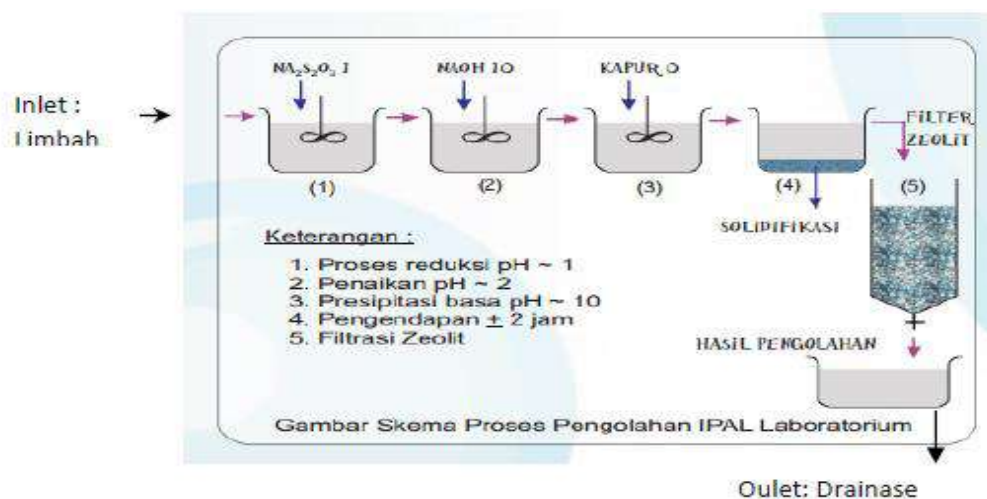 Inlet :
Limbah
NA₂S₂O₃ I
NAOH 10
KAPUR O
FILTER
ZEOLIT
(1)
(2)
(3)
(4)
(5)
SOLIDIFIKASI
Keterangan :
1. Proses reduksi pH ~ 1
2. Penaikan pH ~ 2
3. Presipitasi basa pH ~ 10
4. Pengendapan ± 2 jam
5. Filtrasi Zeolit
HASIL PENGOLAHAN
Gambar Skema Proses Pengolahan IPAL Laboratorium
Oulet: Drainase